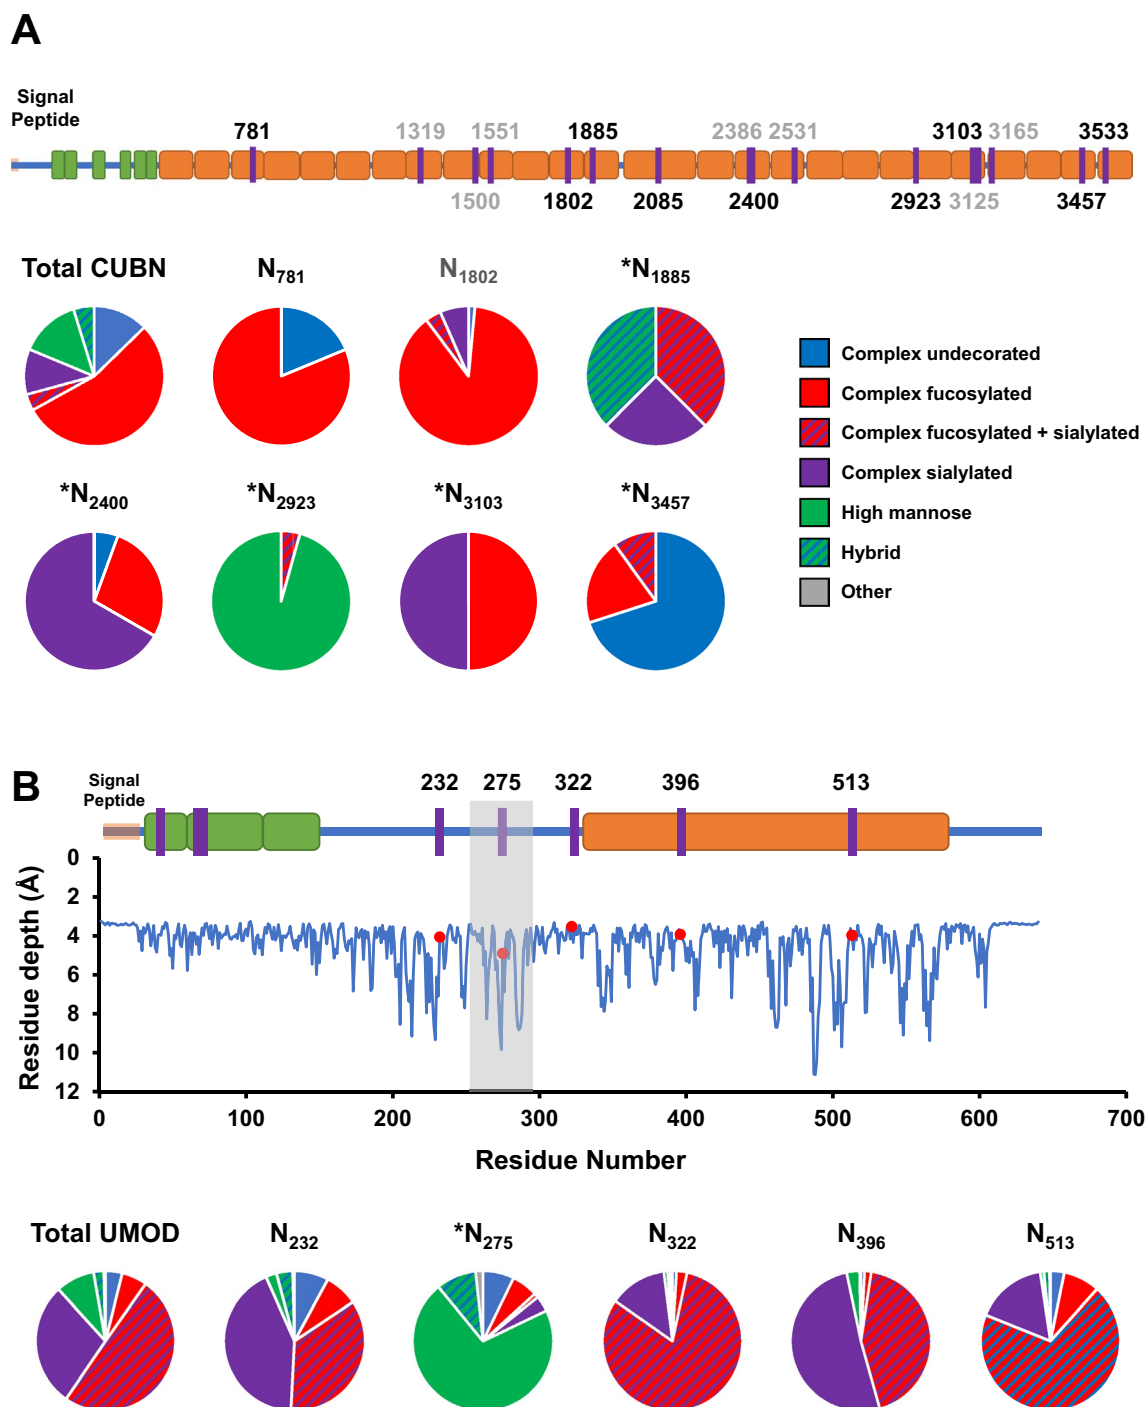 A
Signal
Peptide
781
1319
1551
1885
2386 2531
3103 3165
3533
1500
1802
2085
2400
2923 3125
3457
Total CUBN
N781
N1802
*N1885
Complex undecorated
Complex fucosylated
Complex fucosylated + sialylated
Complex sialylated
High mannose
Hybrid
Other
*N2400
*N2923
*N3103
*N3457
B
Signal
Peptide
232
275
322
396
513
Residue depth (Å)
0
2
4
6
8
10
12
0
100
200
300
400
500
600
700
Residue Number
Total UMOD
N232
*N275
N322
N396
N513